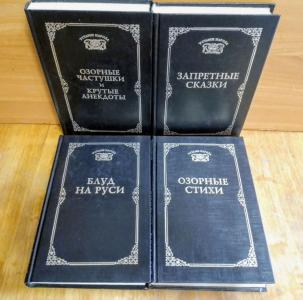 ОЗОРНЫЕ
ЧАСТУШКИ
И
КРУТЫЕ
АНЕКДОТЫ
ЗАПРЕТНЫЕ
СКАЗКИ
БЛУД
НА РУСИ
ОЗОРНЫЕ
СТИХИ